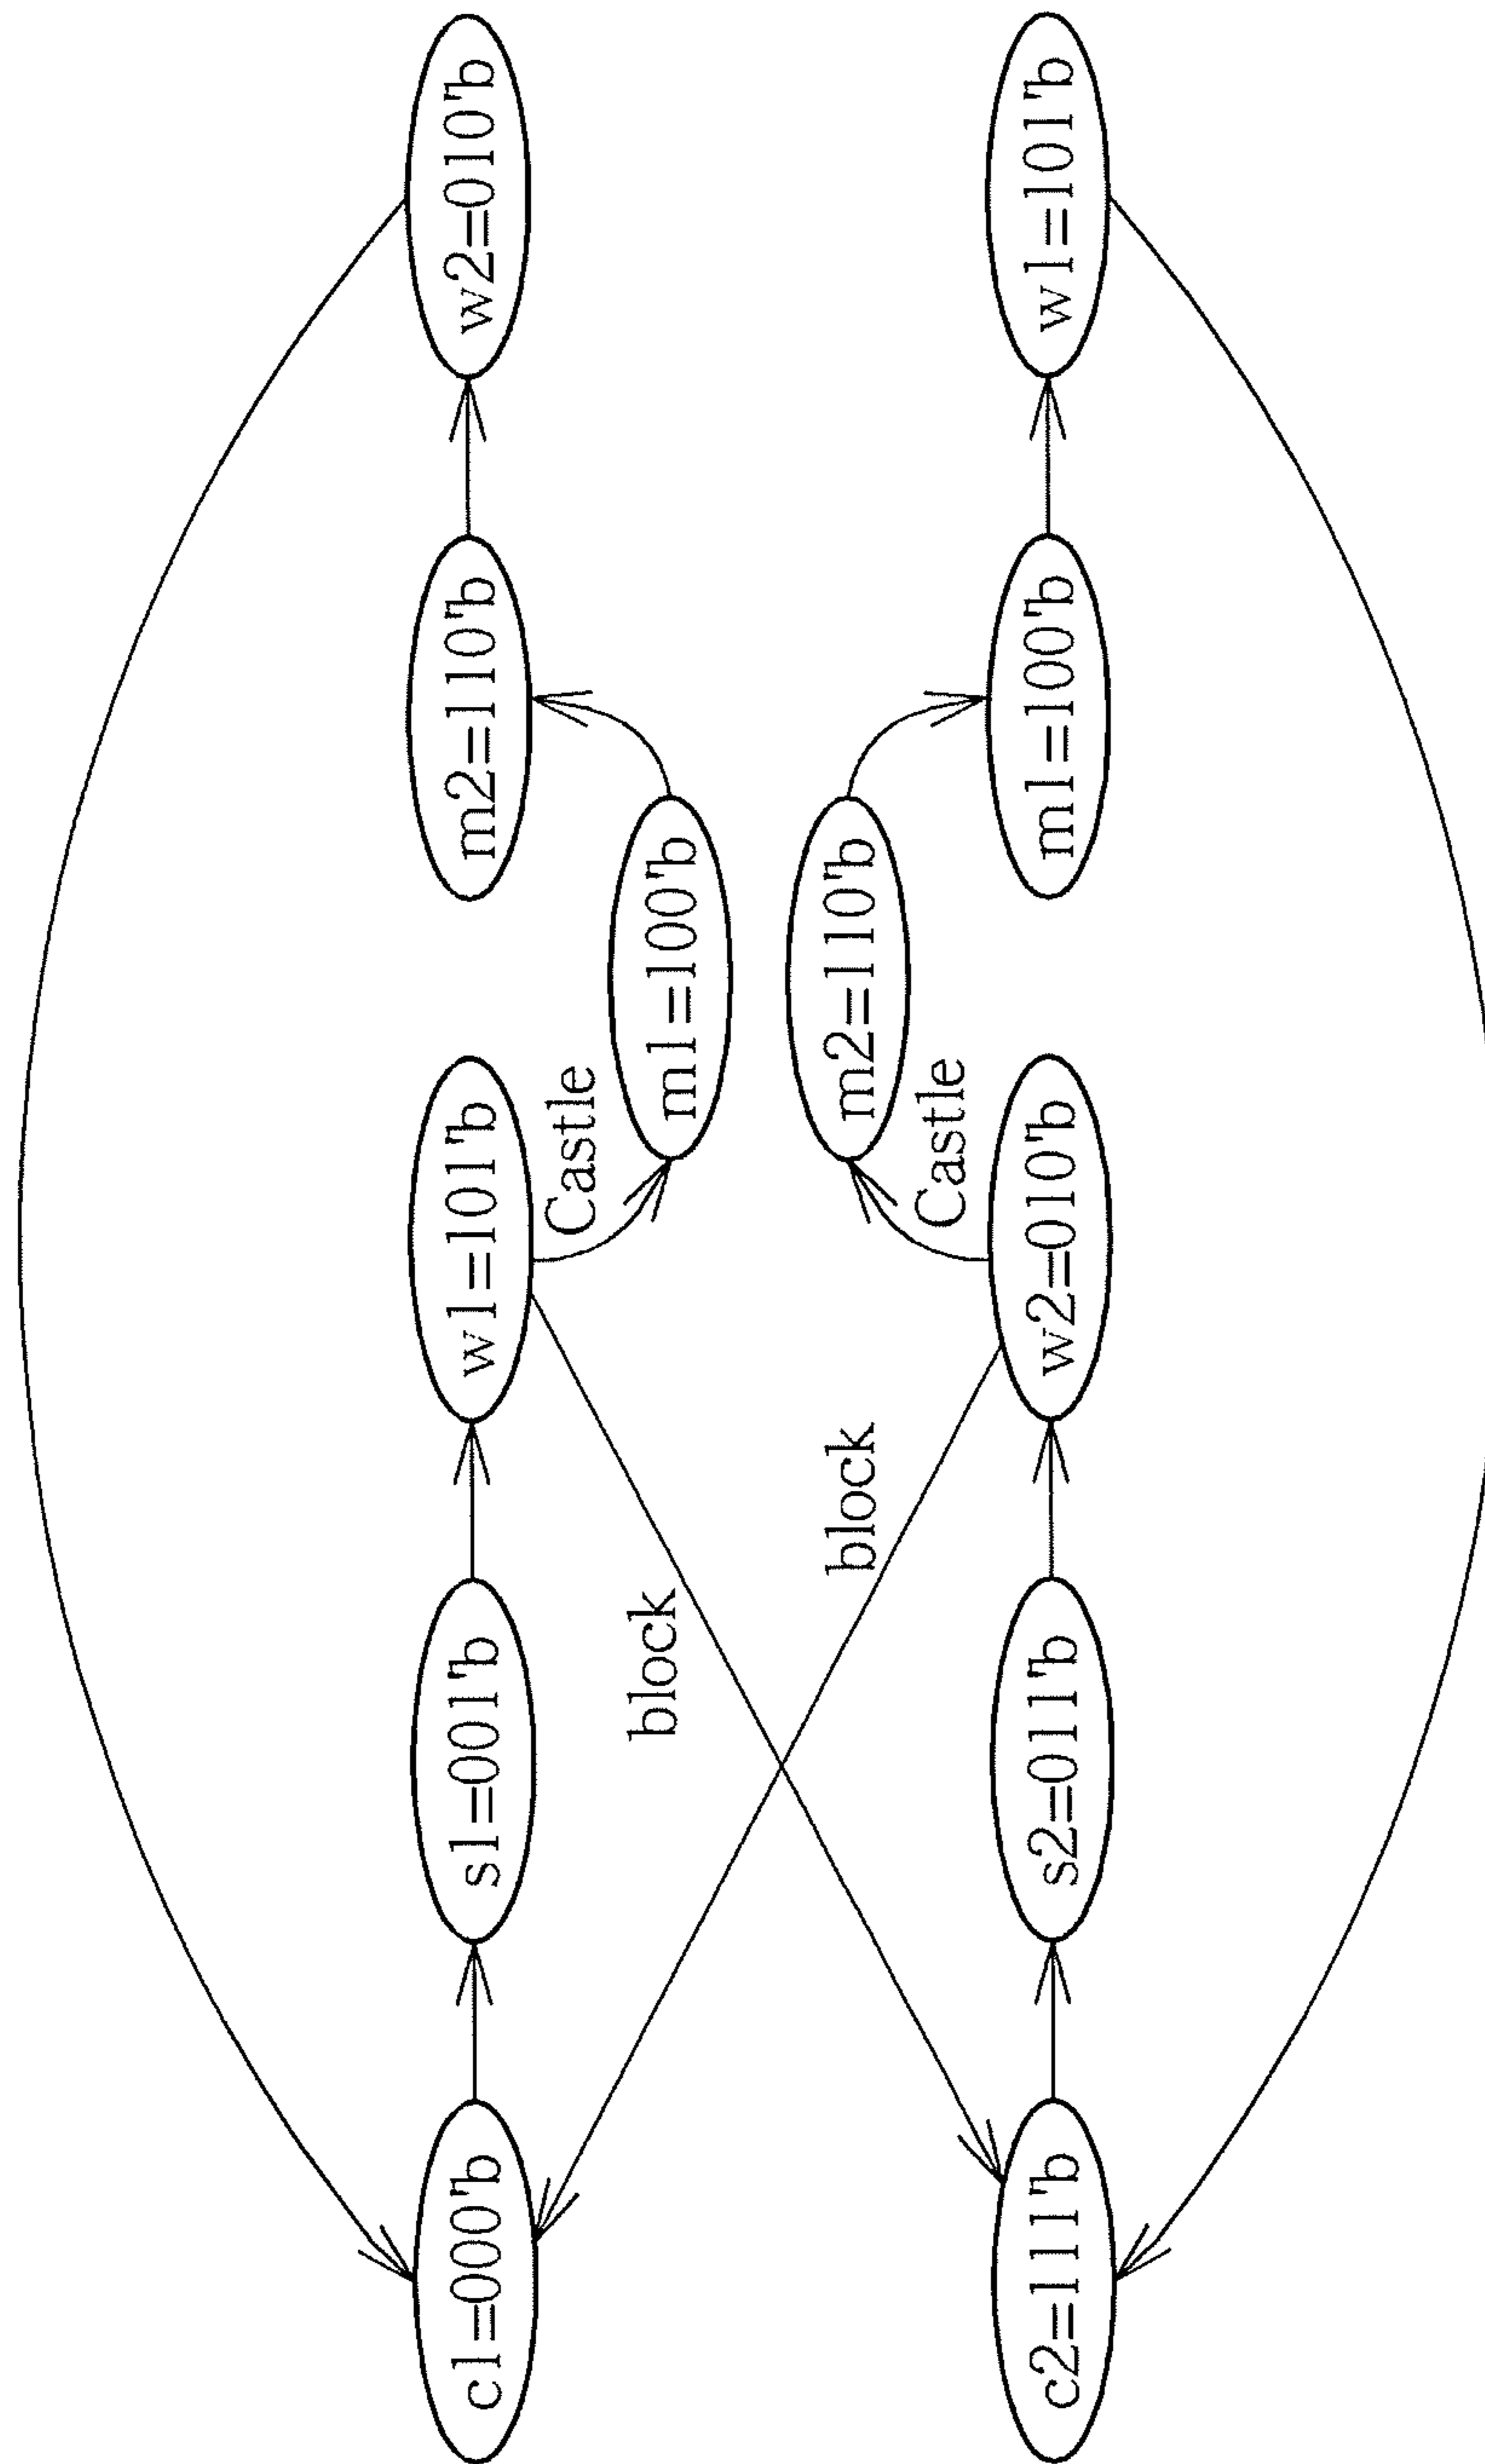 c1=000'b
s1=001'b
w1=101'b
m2=110'b
w2=010'b
Castle
m1=100'b
block
block
m2=110'b
Castle
c2=111'b
s2=011'b
w2=010'b
m1=100'b
w1=101'b